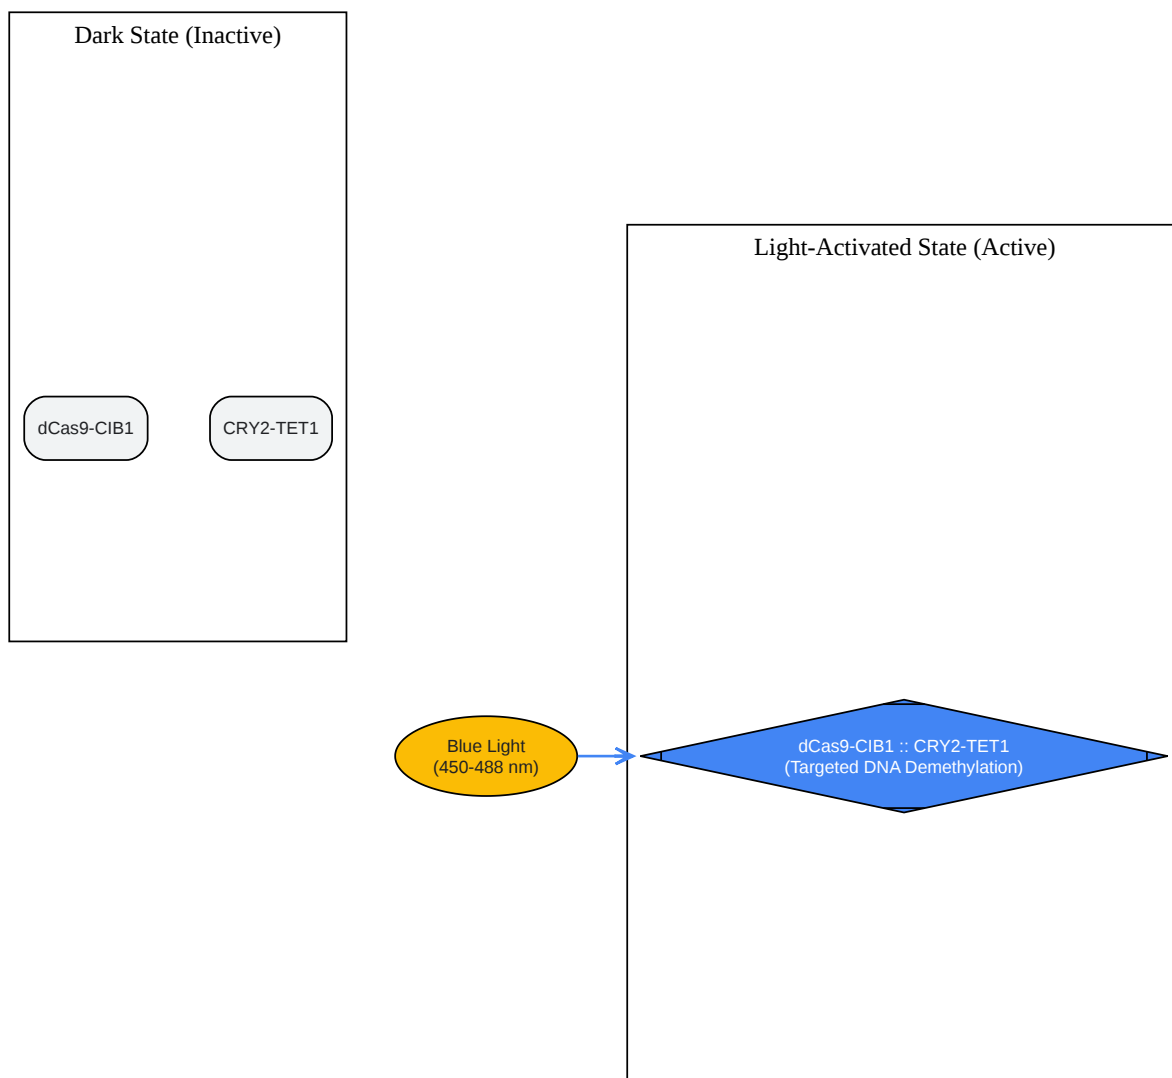 Dark State (Inactive)
dCas9-CIB1
CRY2-TET1
Light-Activated State (Active)
Blue Light
(450-488 nm)
dCas9-CIB1 :: CRY2-TET1
(Targeted DNA Demethylation)